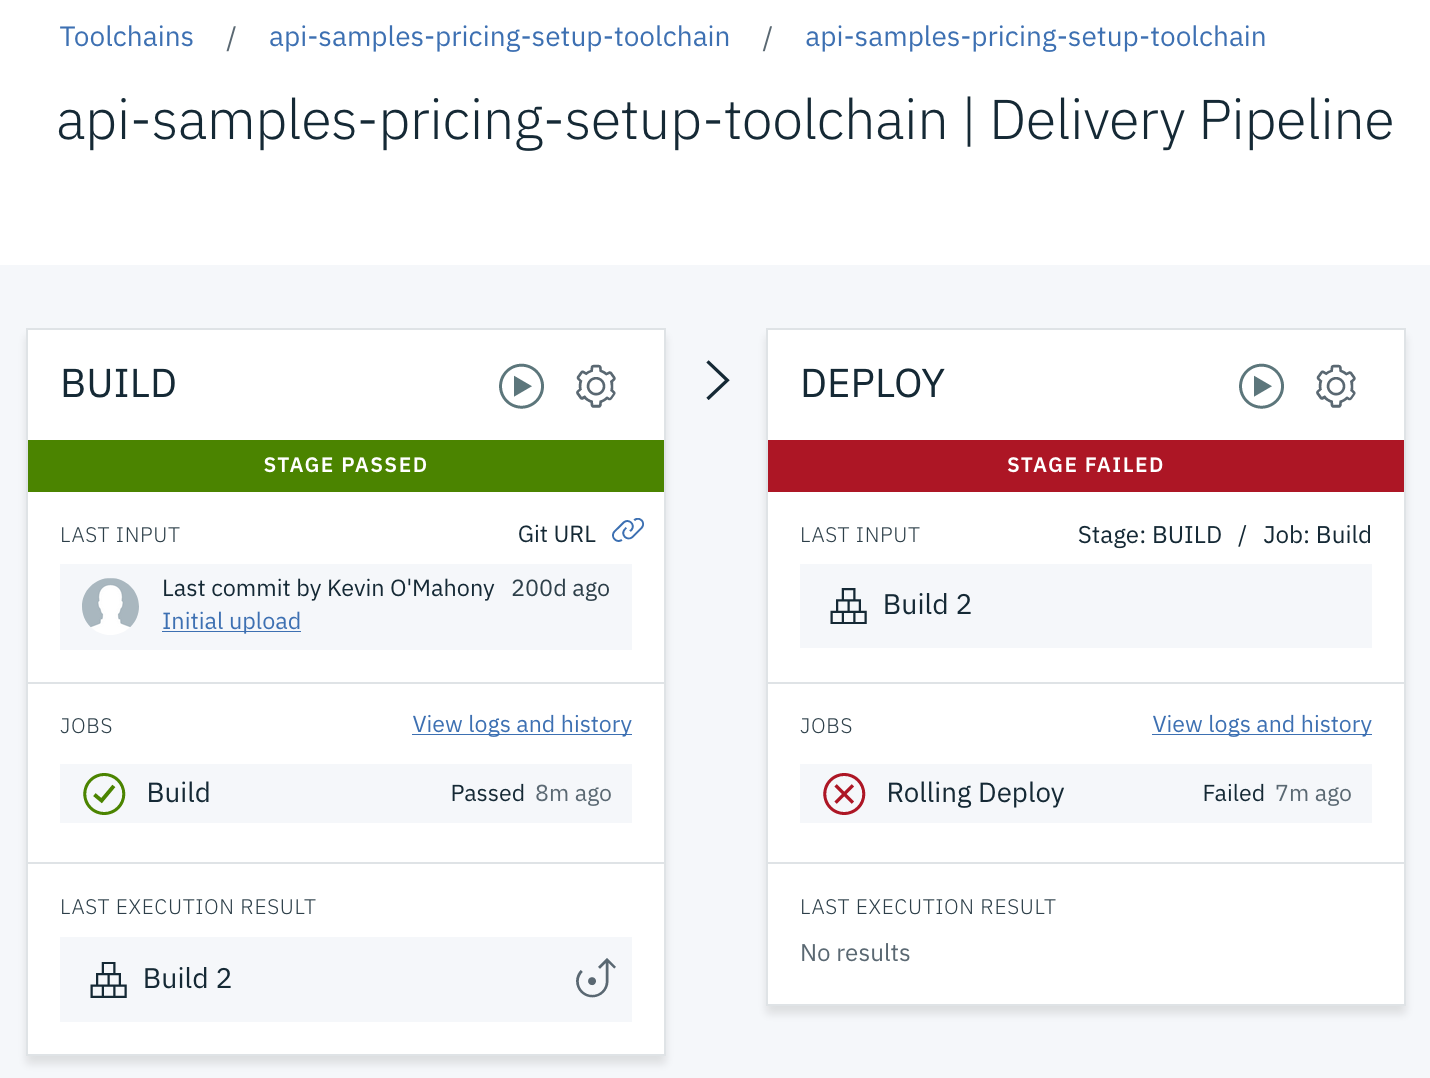 Toolchains / api-samples-pricing-setup-toolchain / api-samples-pricing-setup-toolchain
api-samples-pricing-setup-toolchain | Delivery Pipeline
BUILD
STAGE PASSED
LAST INPUT Git URL
Last commit by Kevin O'Mahony 200d ago
Initial upload
JOBS View logs and history
Build Passed 8m ago
LAST EXECUTION RESULT
Build 2
DEPLOY
STAGE FAILED
LAST INPUT Stage: BUILD / Job: Build
Build 2
JOBS View logs and history
Rolling Deploy Failed 7m ago
LAST EXECUTION RESULT
No results